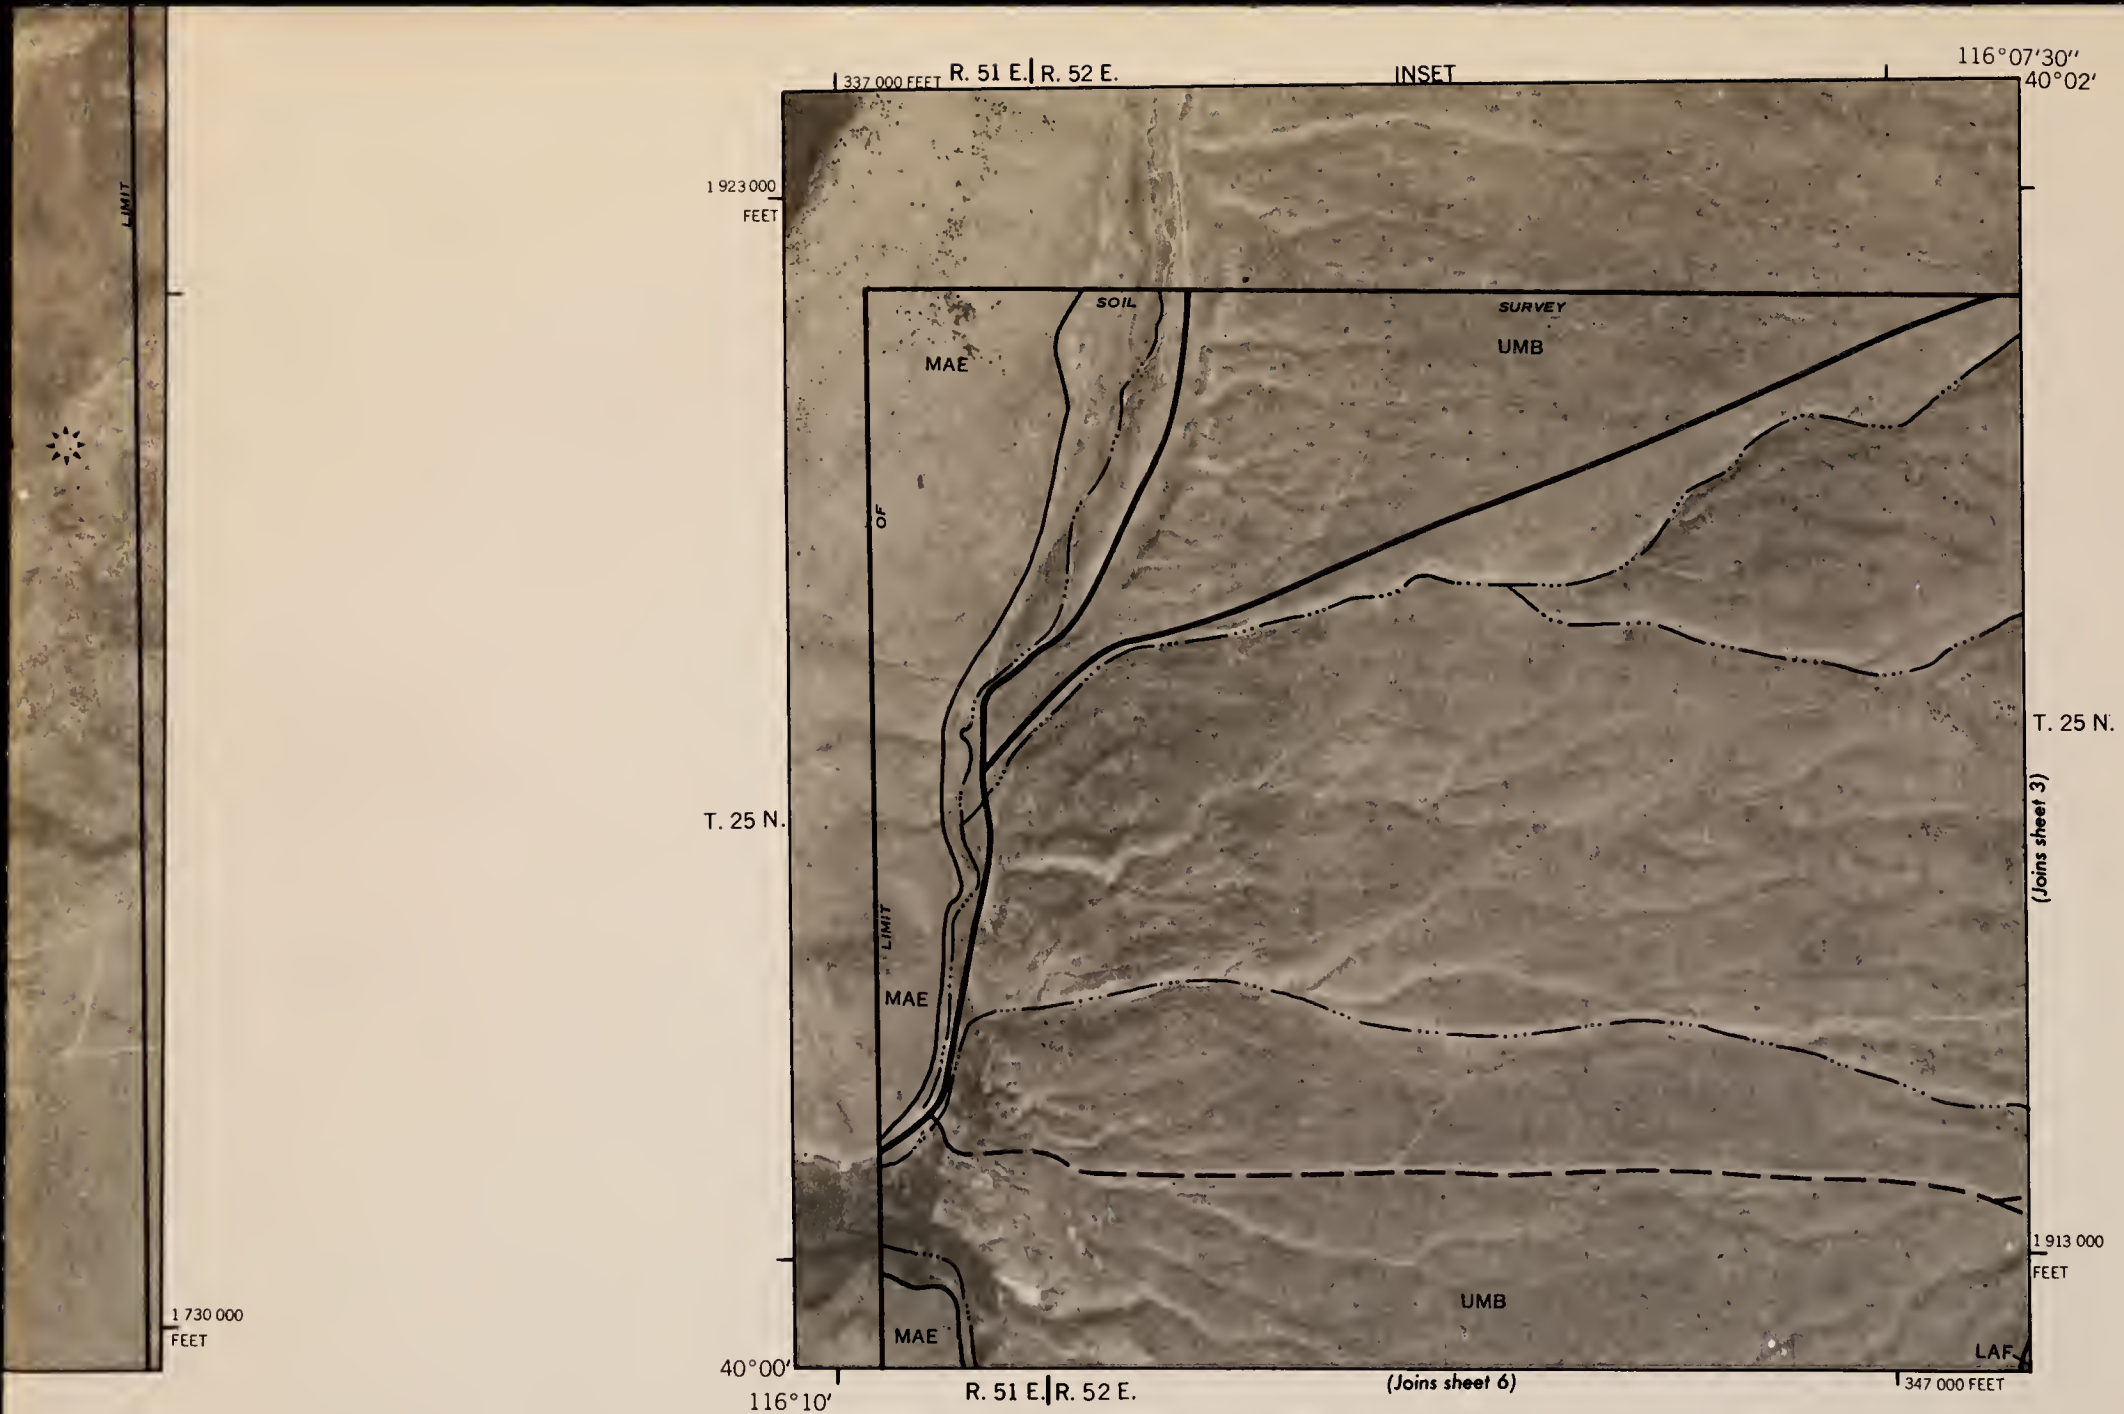 116°07'30"
337 000 FEET R. 51 E. R. 52 E. INSET
40°02'
LIMIT
1 923 000
FEET
SOIL SURVEY
MAE
UMB
OF
T. 25 N.
(Joins sheet 3)
T. 25 N.
LIMIT
MAE
1 913 000
FEET
UMB
1 730 000
FEET
MAE
LAF
40°00'
116°10'
R. 51 E. R. 52 E.
(Joins sheet 6)
347 000 FEET